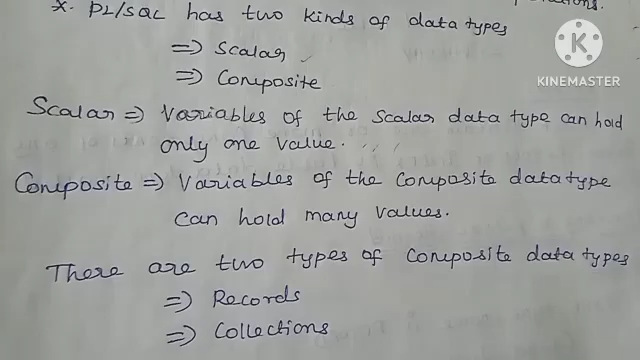 * PL/SQL has two kinds of data types
=> Scalar
=> Composite
KINEMASTER
Scalar => Variables of the Scalar data type can hold
only one value.
Composite => Variables of the Composite datatype
can hold many values.
There are two types of Composite data types
=> Records
=> Collections